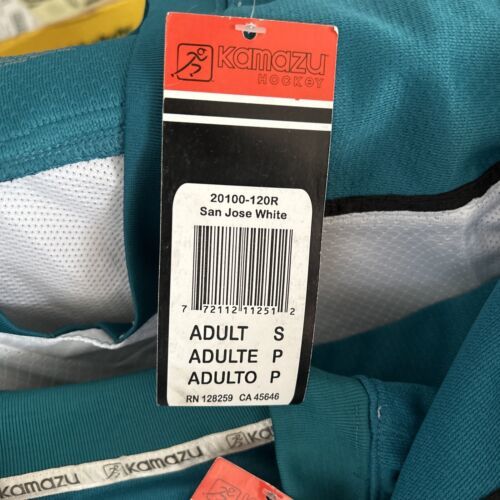 Kamazu
HOCKEY
20100-120R
San Jose White
7 72112 11251 2
ADULT S
ADULTE P
ADULTO P
RN 128259 CA 45646
Kamazu
Kamazu